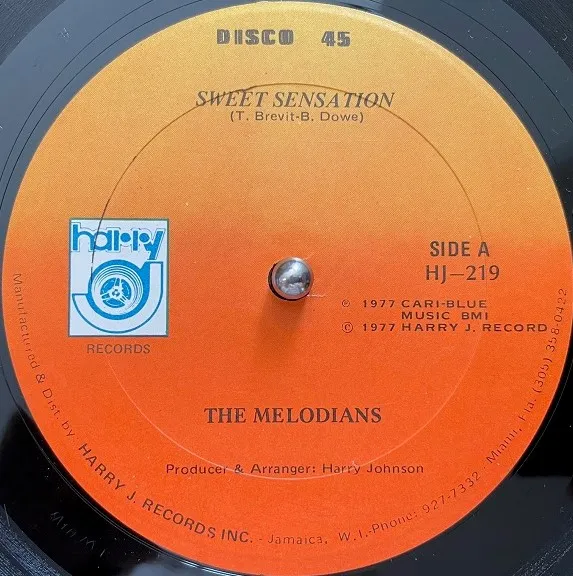 DISCO 45
SWEET SENSATION
(T. Brevit-B. Dowe)
harry
J
RECORDS
SIDE A
HJ—219
℗ 1977 CARI-BLUE
MUSIC BMI
© 1977 HARRY J. RECORD
THE MELODIANS
Producer & Arranger: Harry Johnson
Manufactured & Dist. by HARRY J. RECORDS INC. - Jamaica, W.I.-Phone: 927-7332 Miami, Fla. (305) 358-0422